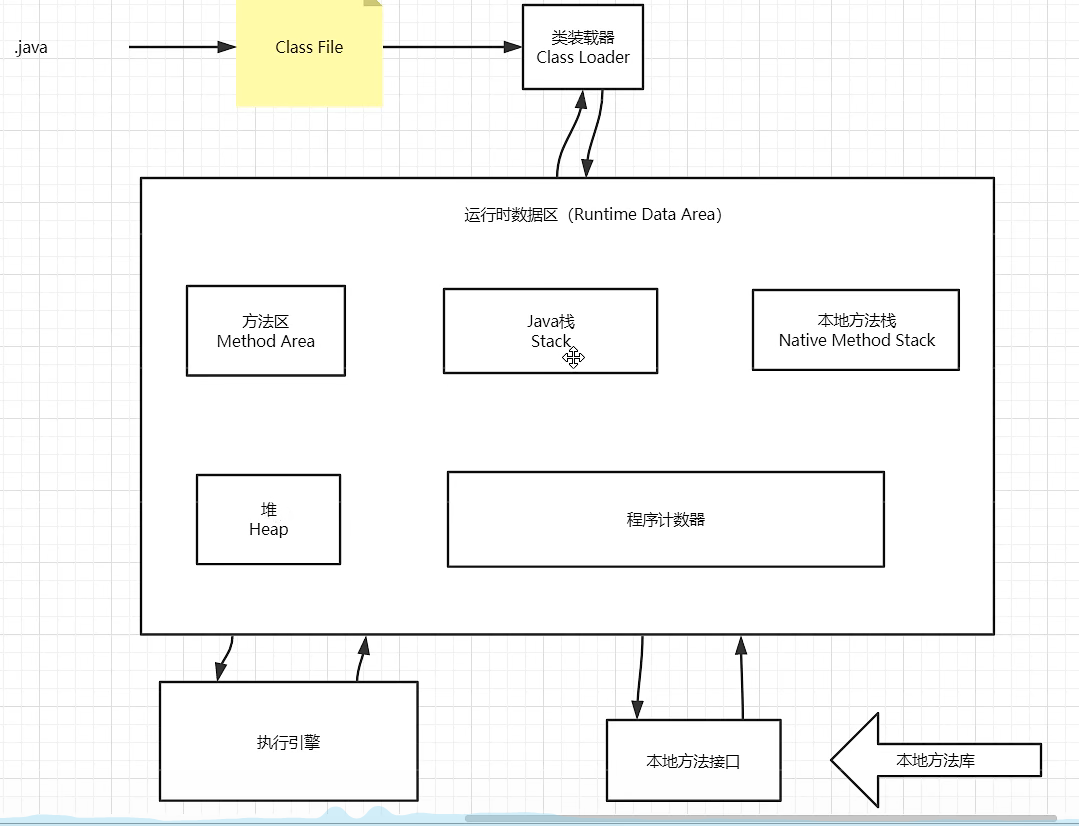 .java
Class File
类装载器
Class Loader
运行时数据区（Runtime Data Area）
方法区
Method Area
Java栈
Stack
本地方法栈
Native Method Stack
堆
Heap
程序计数器
执行引擎
本地方法接口
本地方法库